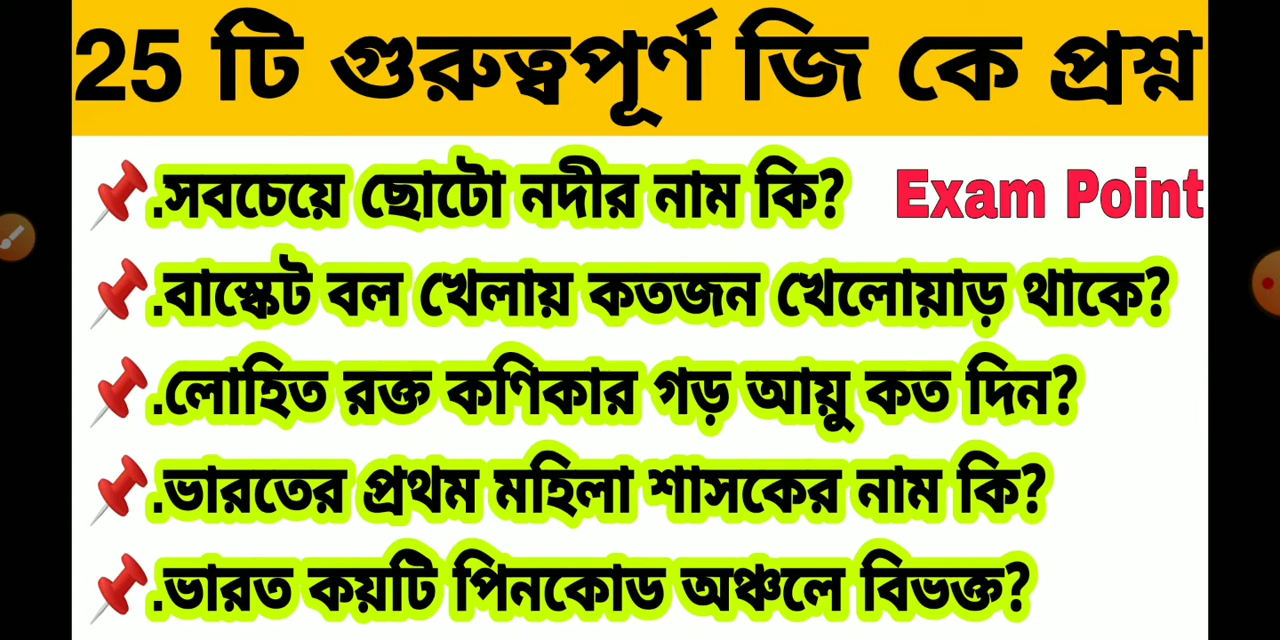 25 টি গুরুত্বপূর্ণ জি কে প্রশ্ন
.সবচেয়ে ছোটো নদীর নাম কি? Exam Point
.বাস্কেট বল খেলায় কতজন খেলোয়াড় থাকে?
.লোহিত রক্ত কণিকার গড় আয়ু কত দিন?
.ভারতের প্রথম মহিলা শাসকের নাম কি?
.ভারত কয়টি পিনকোড অঞ্চলে বিভক্ত?